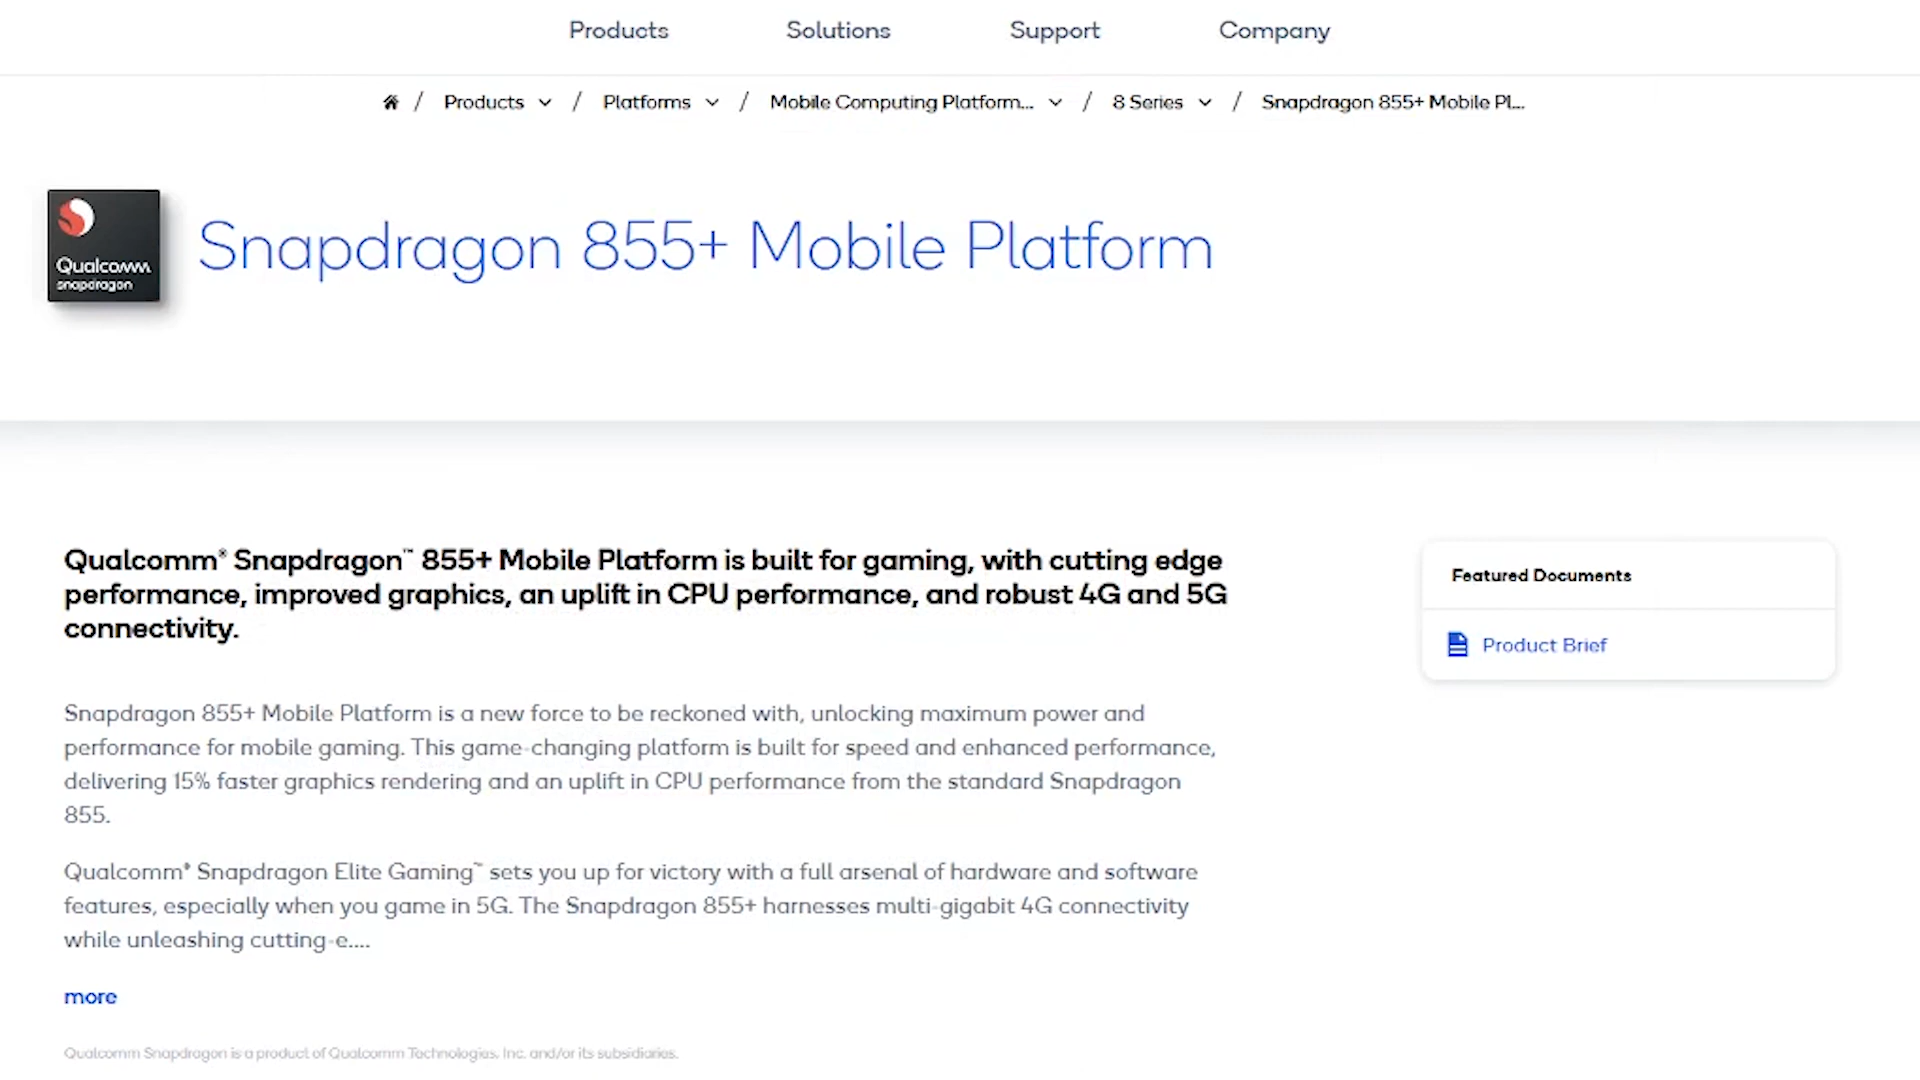 Products Solutions Support Company
/ Products / Platforms / Mobile Computing Platform... / 8 Series / Snapdragon 855+ Mobile Pl...
Qualcomm
snapdragon
Snapdragon 855+ Mobile Platform
Qualcomm® Snapdragon™ 855+ Mobile Platform is built for gaming, with cutting edge
performance, improved graphics, an uplift in CPU performance, and robust 4G and 5G
connectivity.
Snapdragon 855+ Mobile Platform is a new force to be reckoned with, unlocking maximum power and
performance for mobile gaming. This game-changing platform is built for speed and enhanced performance,
delivering 15% faster graphics rendering and an uplift in CPU performance from the standard Snapdragon
855.
Qualcomm® Snapdragon Elite Gaming™ sets you up for victory with a full arsenal of hardware and software
features, especially when you game in 5G. The Snapdragon 855+ harnesses multi-gigabit 4G connectivity
while unleashing cutting-e....
more
Qualcomm Snapdragon is a product of Qualcomm Technologies, Inc. and/or its subsidiaries.
Featured Documents
Product Brief